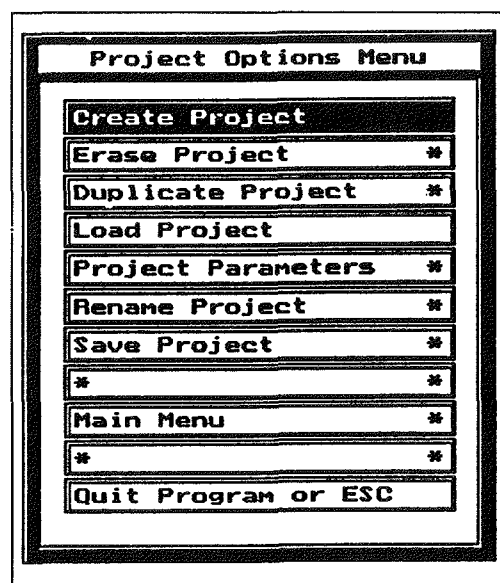 Project Options Menu
Create Project
Erase Project *
Duplicate Project *
Load Project
Project Parameters *
Rename Project *
Save Project *
* *
Main Menu *
* *
Quit Program or ESC